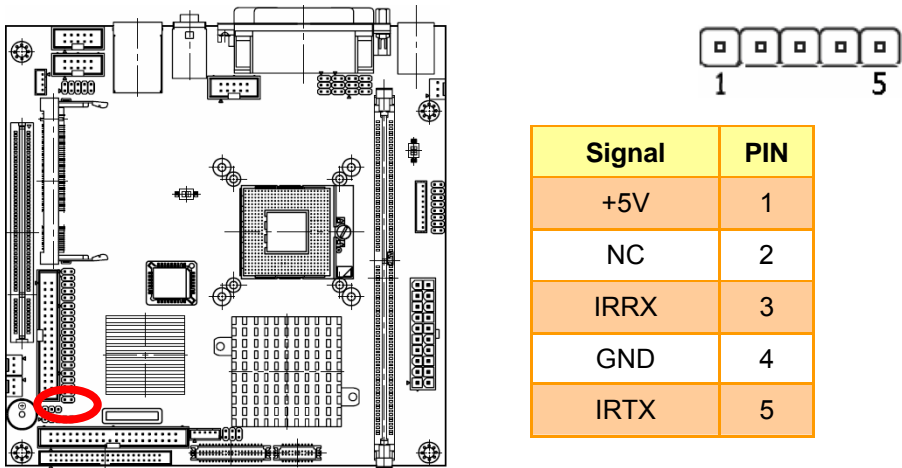 1 5
Signal PIN
+5V 1
NC 2
IRRX 3
GND 4
IRTX 5